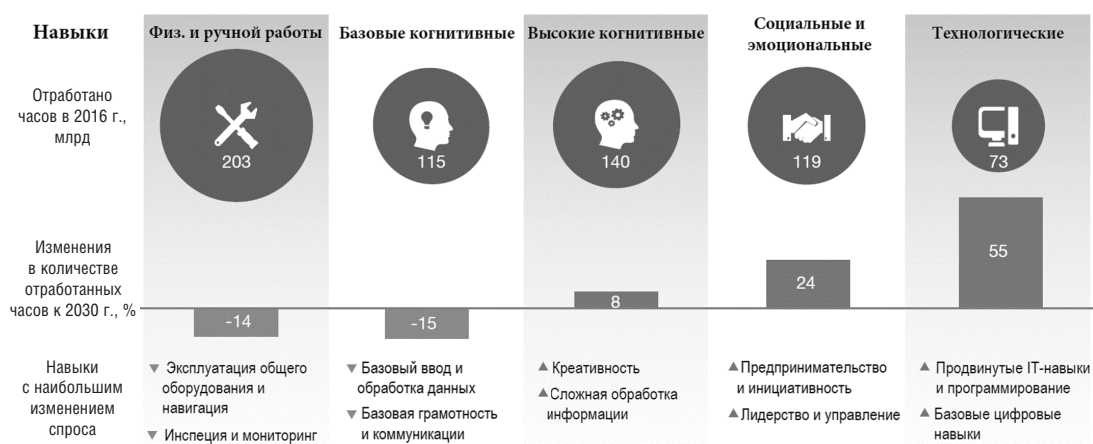 Навыки
Физ. и ручной работы
Базовые когнитивные
Высокие когнитивные
Социальные и
эмоциональные
Технологические
Отработано
часов в 2016 г.,
млрд
203
115
140
119
73
Изменения
в количестве
отработанных
часов к 2030 г., %
-14
-15
8
24
55
Навыки
с наибольшим
изменением
спроса
▼ Эксплуатация общего
оборудования и
навигация
▼ Инспеция и мониторинг
▼ Базовый ввод и
обработка данных
▼ Базовая грамотность
и коммуникации
▲ Креативность
▲ Сложная обработка
информации
▲ Предпринимательство
и инициативность
▲ Лидерство и управление
▲ Продвинутые IT-навыки
и программирование
▲ Базовые цифровые
навыки